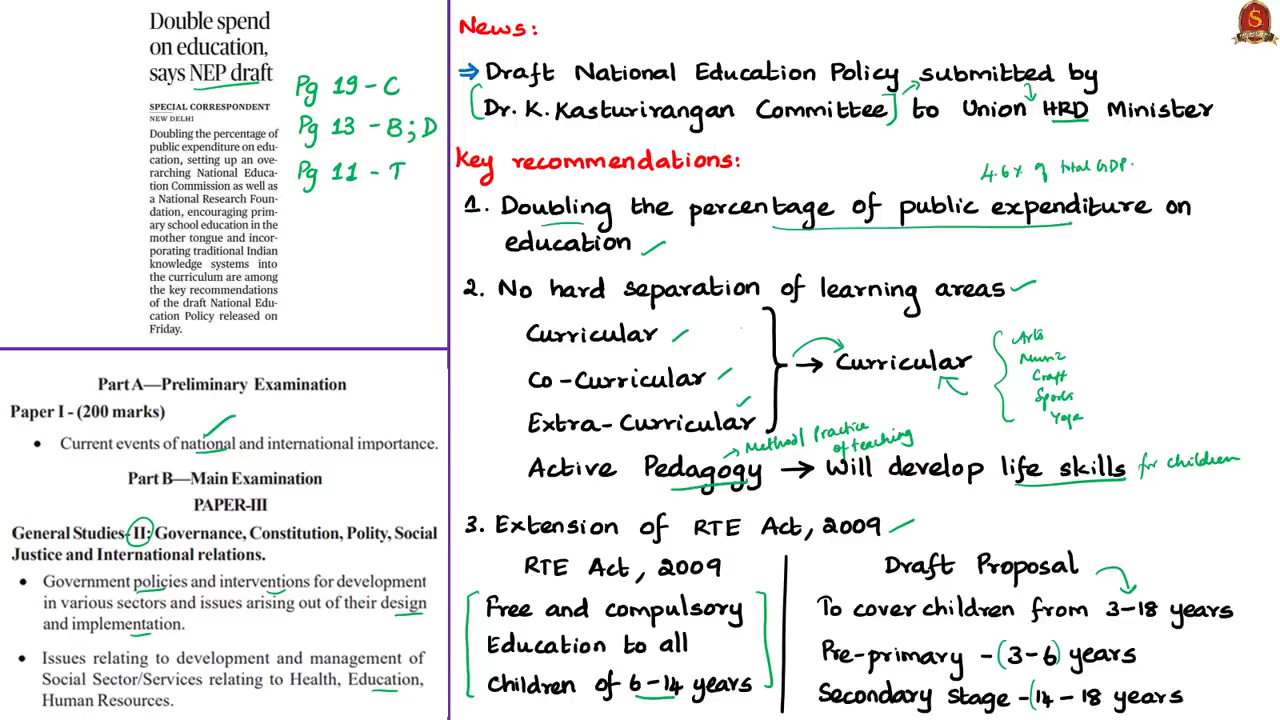 Double spend
on education,
says NEP draft
SPECIAL CORRESPONDENT
NEW DELHI
Doubling the percentage of
public expenditure on edu-
cation, setting up an ove-
rarching National Educa-
tion Commission as well as
a National Research Foun-
dation, encouraging prim-
ary school education in the
mother tongue and incor-
porating traditional Indian
knowledge systems into
the curriculum are among
the key recommendations
of the draft National Edu-
cation Policy released on
Friday.
Pg 19 - C
Pg 13 - B; D
Pg 11 - T
Part A—Preliminary Examination
Paper I - (200 marks)
• Current events of national and international importance.
Part B—Main Examination
PAPER-III
General Studies- II: Governance, Constitution, Polity, Social
Justice and International relations.
• Government policies and interventions for development
in various sectors and issues arising out of their design
and implementation.
• Issues relating to development and management of
Social Sector/Services relating to Health, Education,
Human Resources.
News:
⇒ Draft National Education Policy submitted by
[Dr. K. Kasturirangan Committee] to Union HRD Minister
Key recommendations:
4.6% of total GDP.
1. Doubling the percentage of public expenditure on
education
2. No hard separation of learning areas
Curricular
Co-Curricular
Extra-Curricular
→ Curricular
Arts
Craft
Sports
Yoga
Method/Practice
of teaching
Active Pedagogy → Will develop life skills for children
3. Extension of RTE Act, 2009
RTE Act, 2009
Free and compulsory
Education to all
Children of 6-14 years
Draft Proposal
To cover children from 3-18 years
Pre-primary - (3-6) years
Secondary stage - (14 - 18 years